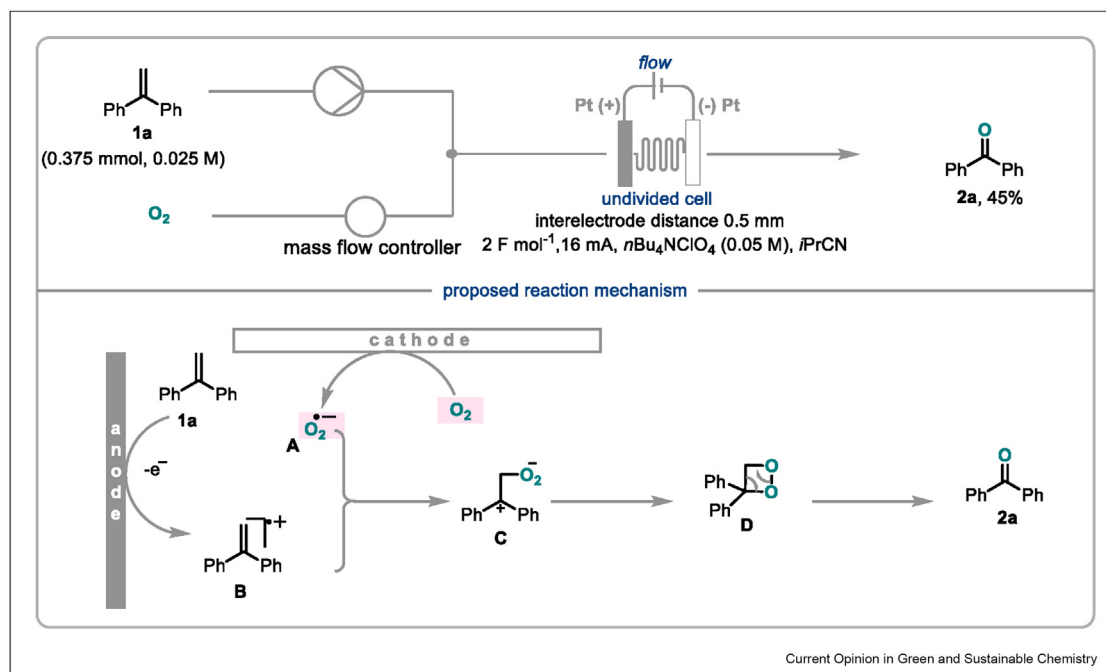 flow
Pt (+)
(-) Pt
Ph
Ph
1a
(0.375 mmol, 0.025 M)
O
Ph
Ph
2a, 45%
undivided cell
O2
interelectrode distance 0.5 mm
mass flow controller
2 F mol-1,16 mA, nBu4NClO4 (0.05 M), iPrCN
proposed reaction mechanism
cathode
anode
Ph
Ph
1a
-e−
O2•−
A
O2
Ph
Ph
•+
B
O2−
Ph
+
Ph
C
Ph
Ph
O
O
D
O
Ph
Ph
2a
Current Opinion in Green and Sustainable Chemistry